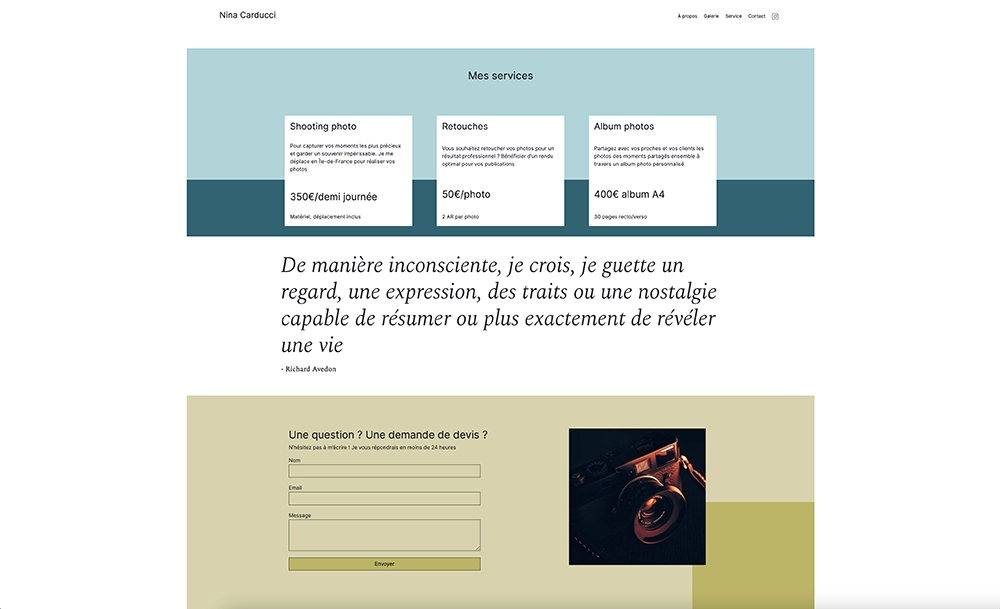 Nina Carducci
À propos Galerie Service Contact
Mes services
Shooting photo
Pour capturer vos moments les plus précieux
et garder un souvenir impérissable. Je me
déplace en Île-de-France pour réaliser vos
photos
350€/demi journée
Matériel, déplacement inclus
Retouches
Vous souhaitez retoucher vos photos pour un
résultat professionnel ? Bénéficier d'un rendu
optimal pour vos publications
50€/photo
2 AR par photo
Album photos
Partagez avec vos proches et vos clients les
photos des moments partagés ensemble à
travers un album photo personnalisé
400€ album A4
30 pages recto/verso
De manière inconsciente, je crois, je guette un
regard, une expression, des traits ou une nostalgie
capable de résumer ou plus exactement de révéler
une vie
- Richard Avedon
Une question ? Une demande de devis ?
N'hésitez pas à m'écrire ! Je vous répondrais en moins de 24 heures
Nom
Email
Message
Envoyer